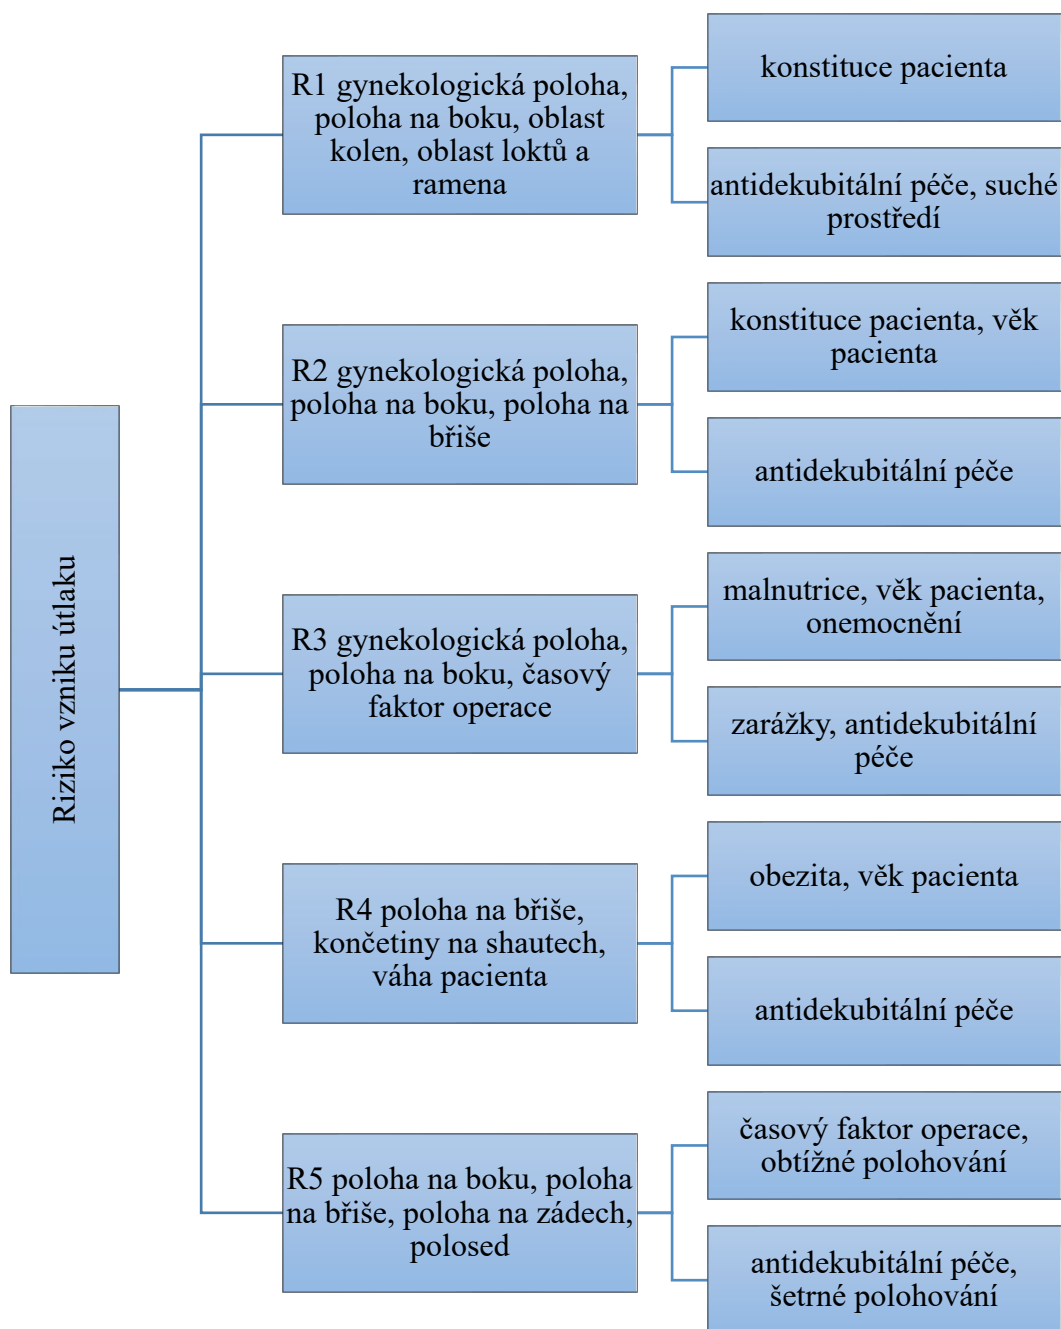 Riziko vzniku útlaku
R1 gynekologická poloha,
poloha na boku, oblast
kolen, oblast loktů a
ramena
konstituce pacienta
antidekubitální péče, suché
prostředí
R2 gynekologická poloha,
poloha na boku, poloha na
břiše
konstituce pacienta, věk
pacienta
antidekubitální péče
R3 gynekologická poloha,
poloha na boku, časový
faktor operace
malnutrice, věk pacienta,
onemocnění
zarážky, antidekubitální
péče
R4 poloha na břiše,
končetiny na shautech,
váha pacienta
obezita, věk pacienta
antidekubitální péče
R5 poloha na boku, poloha
na břiše, poloha na zádech,
polosed
časový faktor operace,
obtížné polohování
antidekubitální péče,
šetrné polohování